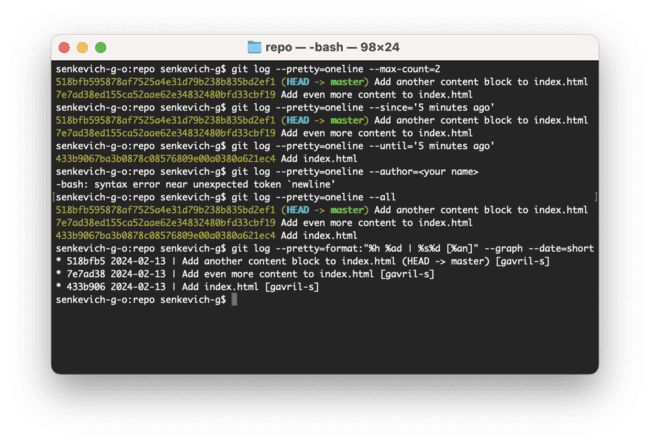 repo — -bash — 98×24
senkevich-g-o:repo senkevich-g$ git log --pretty=oneline --max-count=2
518bfb595878af7525a4e31d79b238b835bd2ef1 (HEAD -> master) Add another content block to index.html
7e7ad38ed155ca52aae62e34832480bfd33cbf19 Add even more content to index.html
senkevich-g-o:repo senkevich-g$ git log --pretty=oneline --since='5 minutes ago'
518bfb595878af7525a4e31d79b238b835bd2ef1 (HEAD -> master) Add another content block to index.html
7e7ad38ed155ca52aae62e34832480bfd33cbf19 Add even more content to index.html
senkevich-g-o:repo senkevich-g$ git log --pretty=oneline --until='5 minutes ago'
433b9067ba3b0878c08576809e00a0380a621ec4 Add index.html
senkevich-g-o:repo senkevich-g$ git log --pretty=oneline --author=<your name>
-bash: syntax error near unexpected token `newline'
[senkevich-g-o:repo senkevich-g$ git log --pretty=oneline --all ]
518bfb595878af7525a4e31d79b238b835bd2ef1 (HEAD -> master) Add another content block to index.html
7e7ad38ed155ca52aae62e34832480bfd33cbf19 Add even more content to index.html
433b9067ba3b0878c08576809e00a0380a621ec4 Add index.html
senkevich-g-o:repo senkevich-g$ git log --pretty=format:"%h %ad | %s%d [%an]" --graph --date=short
* 518bfb5 2024-02-13 | Add another content block to index.html (HEAD -> master) [gavril-s]
* 7e7ad38 2024-02-13 | Add even more content to index.html [gavril-s]
* 433b906 2024-02-13 | Add index.html [gavril-s]
senkevich-g-o:repo senkevich-g$